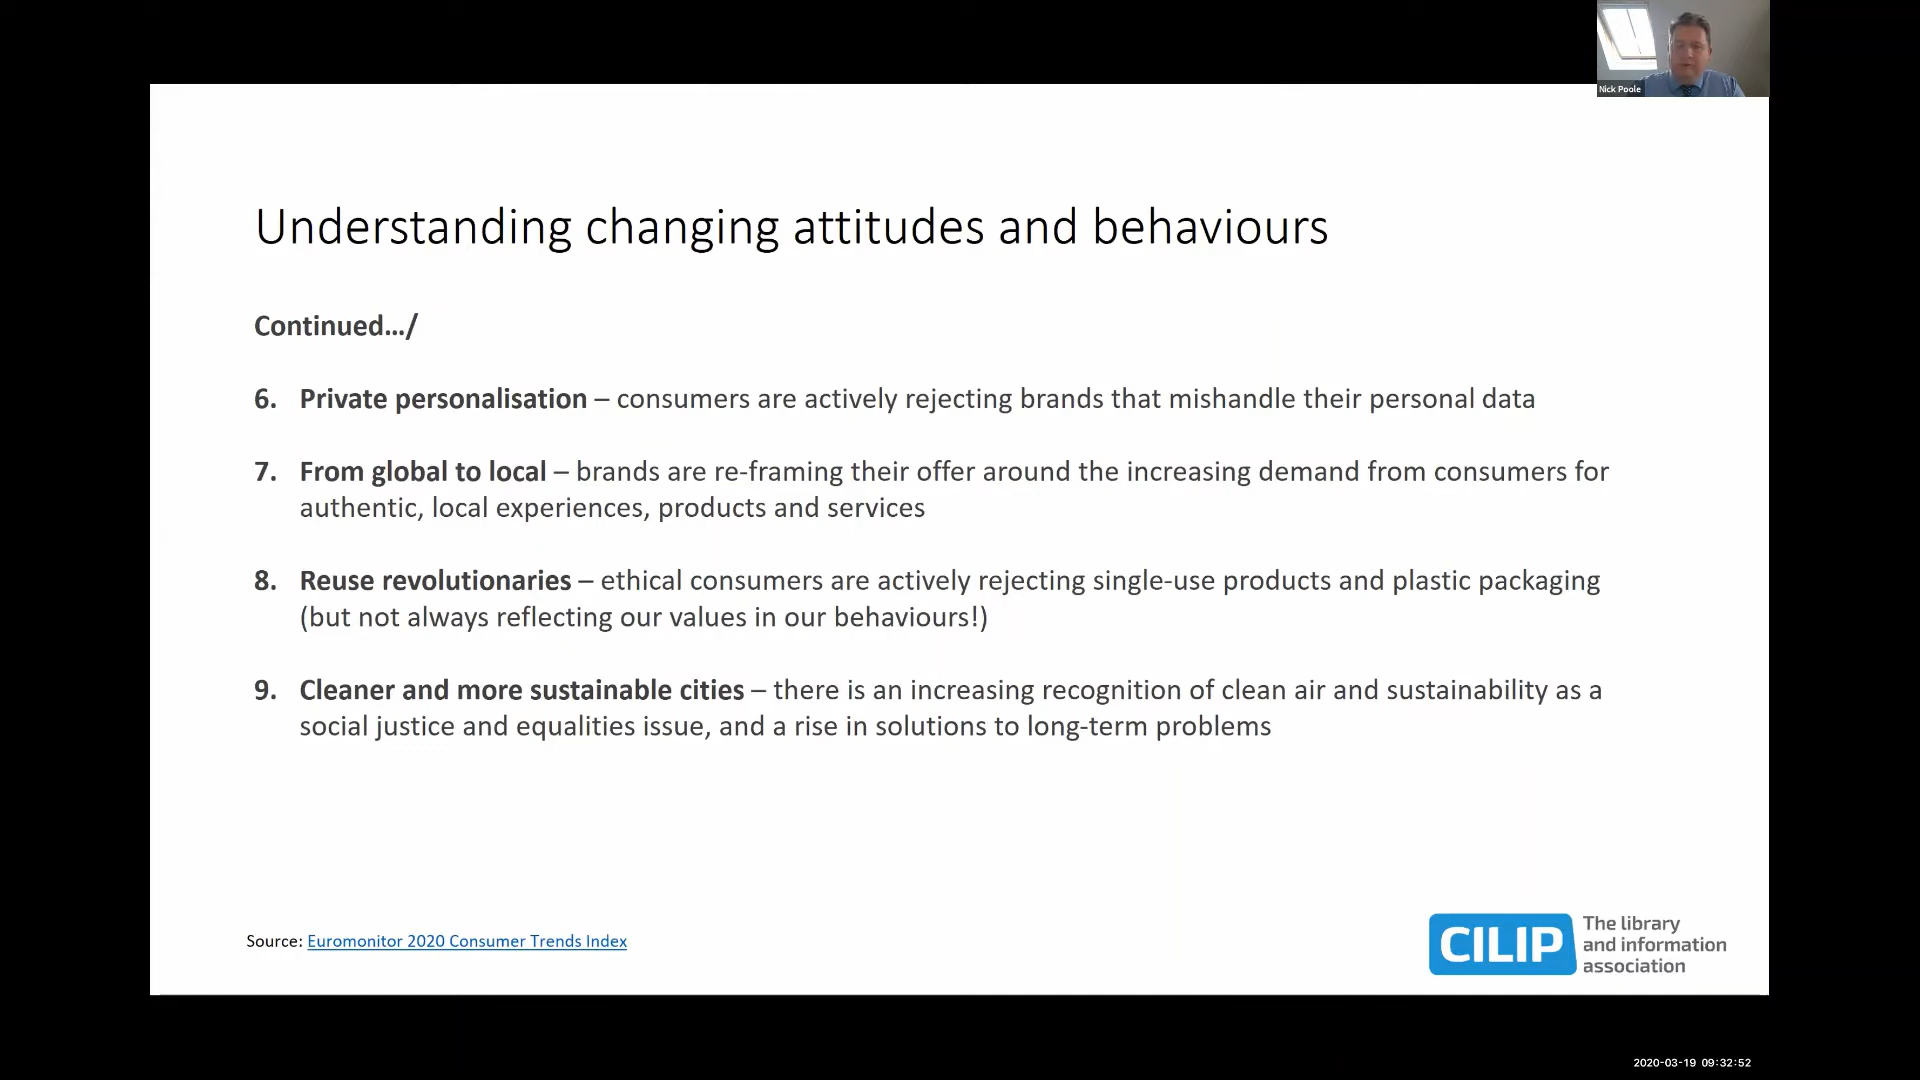 Nick Poole
Understanding changing attitudes and behaviours
Continued…/
6. Private personalisation – consumers are actively rejecting brands that mishandle their personal data
7. From global to local – brands are re-framing their offer around the increasing demand from consumers for
authentic, local experiences, products and services
8. Reuse revolutionaries – ethical consumers are actively rejecting single-use products and plastic packaging
(but not always reflecting our values in our behaviours!)
9. Cleaner and more sustainable cities – there is an increasing recognition of clean air and sustainability as a
social justice and equalities issue, and a rise in solutions to long-term problems
Source: Euromonitor 2020 Consumer Trends Index
CILIP
The library
and information
association
2020-03-19 09:32:52